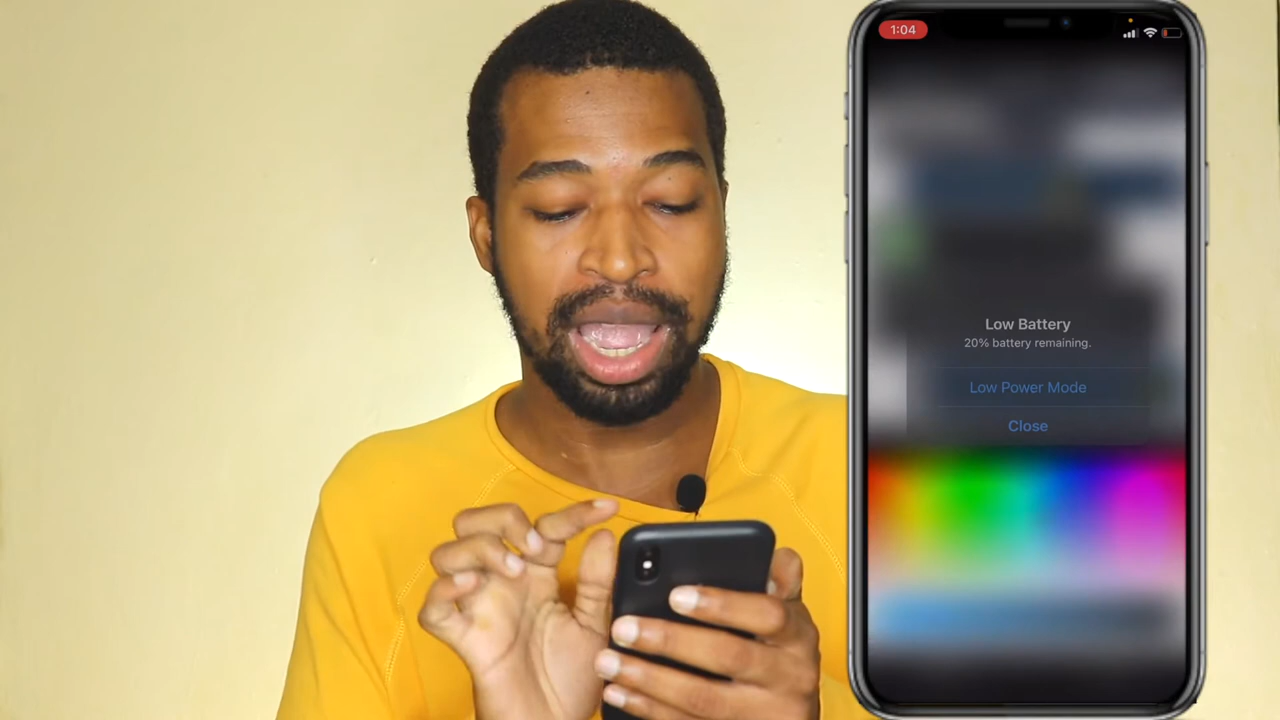 1:04
Low Battery
20% battery remaining.
Low Power Mode
Close